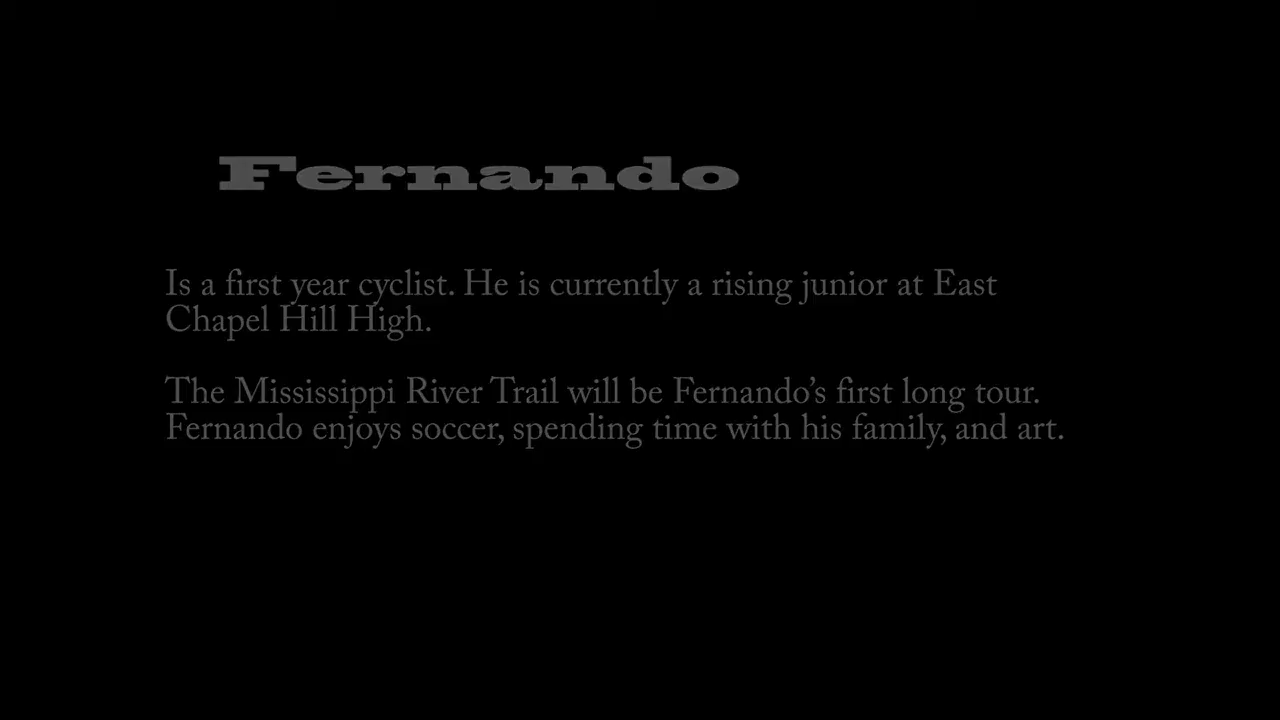 Fernando
Is a first year cyclist. He is currently a rising junior at East
Chapel Hill High.
The Mississippi River Trail will be Fernando’s first long tour.
Fernando enjoys soccer, spending time with his family, and art.